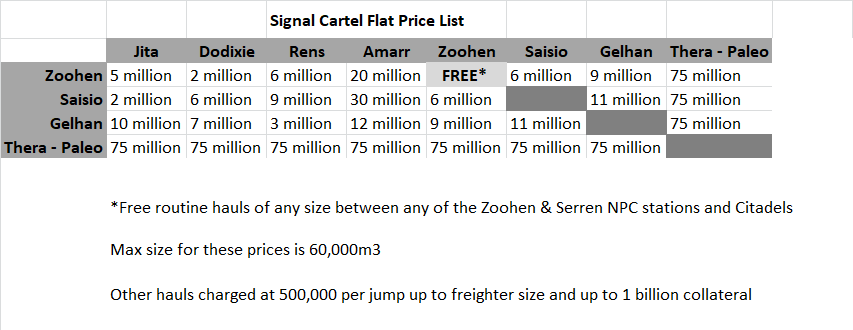 Signal Cartel Flat Price List
Jita Dodixie Rens Amarr Zoohen Saisio Gelhan Thera - Paleo
Zoohen 5 million 2 million 6 million 20 million FREE* 6 million 9 million 75 million
Saisio 2 million 6 million 9 million 30 million 6 million 11 million 75 million
Gelhan 10 million 7 million 3 million 12 million 9 million 11 million 75 million
Thera - Paleo 75 million 75 million 75 million 75 million 75 million 75 million 75 million
*Free routine hauls of any size between any of the Zoohen & Serren NPC stations and Citadels
Max size for these prices is 60,000m3
Other hauls charged at 500,000 per jump up to freighter size and up to 1 billion collateral